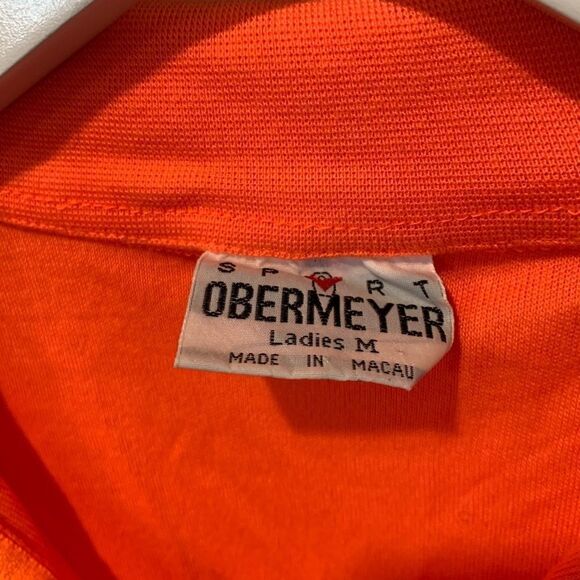 SPORT
OBERMEYER
Ladies M
MADE IN MACAU